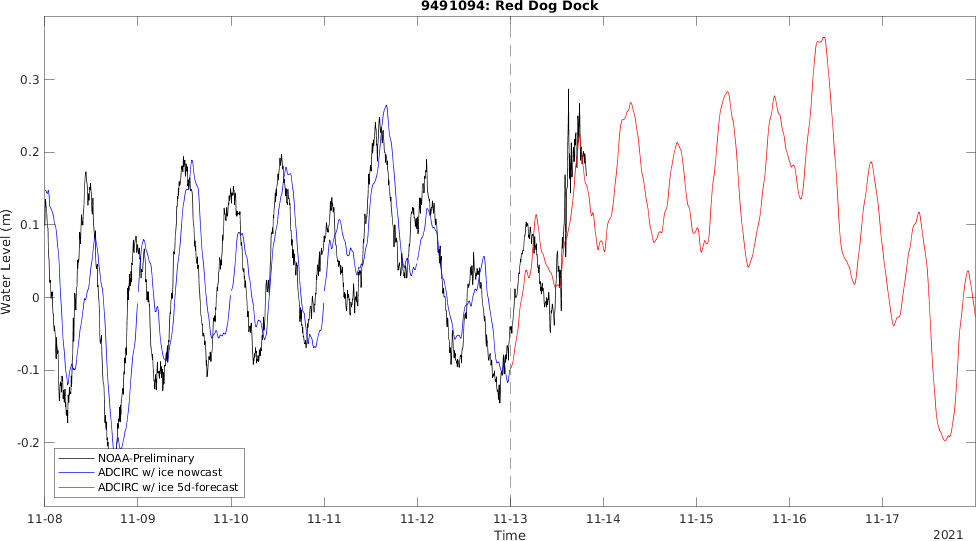 9491094: Red Dog Dock
Water Level (m)
0.3
0.2
0.1
0
-0.1
-0.2
NOAA-Preliminary
ADCIRC w/ ice nowcast
ADCIRC w/ ice 5d-forecast
11-08 11-09 11-10 11-11 11-12 11-13 11-14 11-15 11-16 11-17
Time
2021